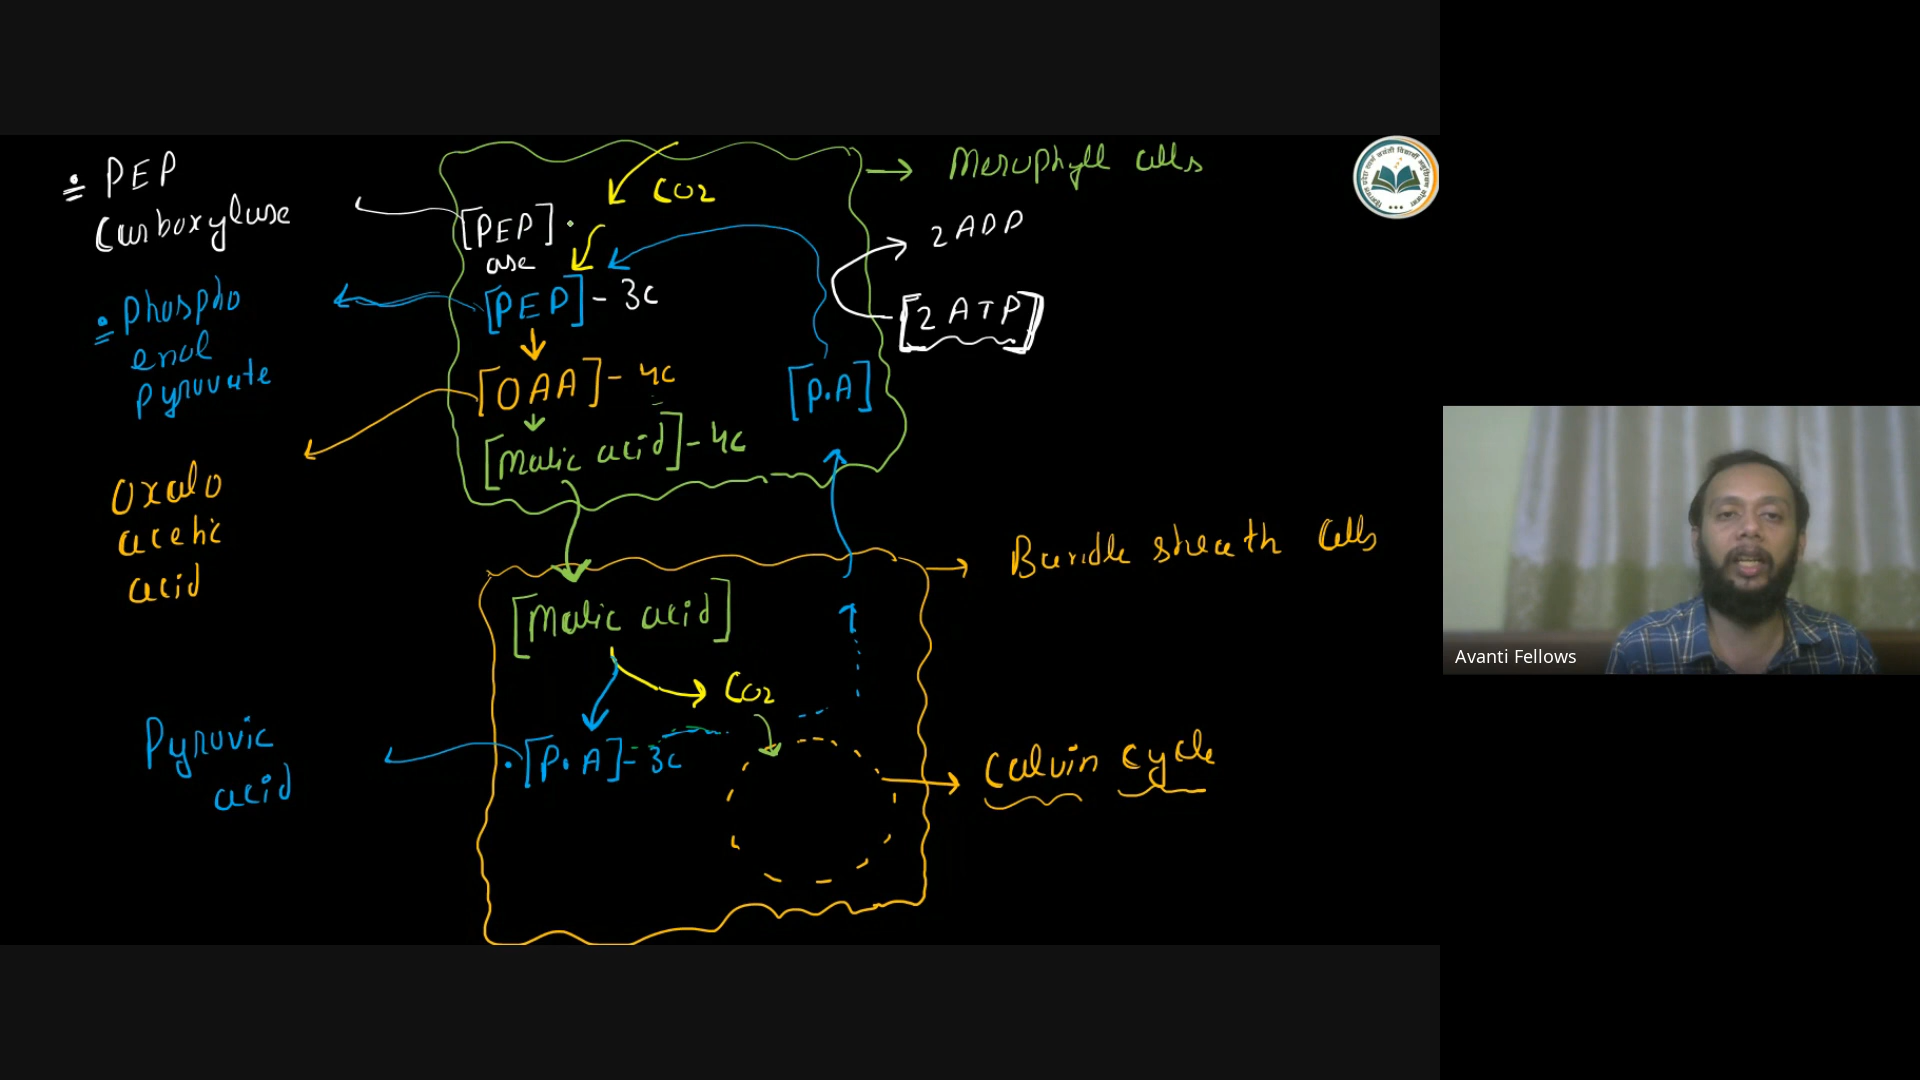 PEP
Carboxylase
Phospho
enol
Pyruvate
Oxalo
acetic
acid
Pyruvic
acid
CO2
[PEP]
ase
[PEP] - 3C
[OAA] - 4C
[Malic acid] - 4C
[P.A]
Mesophyll cells
2 ADP
[2 ATP]
[Malic acid]
CO2
[P.A] - 3C
Bundle sheath cells
Calvin cycle
Avanti Fellows